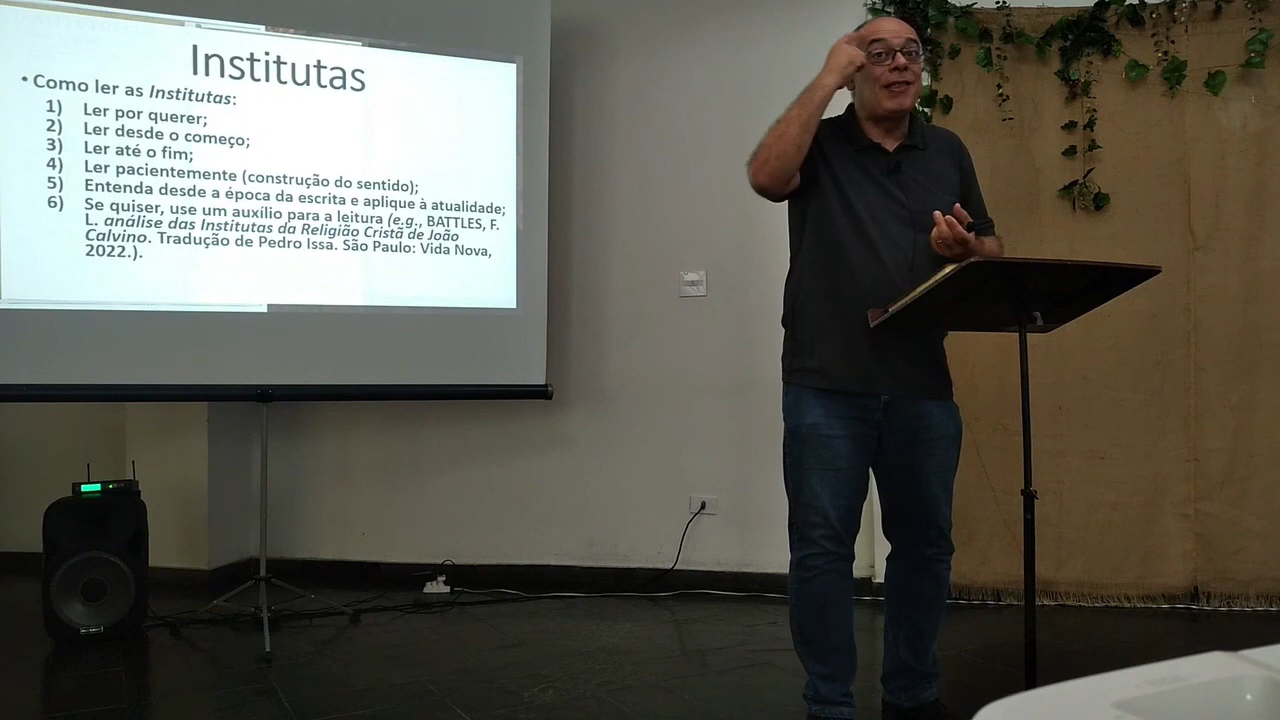 Institutas
• Como ler as Institutas:
1) Ler por querer;
2) Ler desde o começo;
3) Ler até o fim;
4) Ler pacientemente (construção do sentido);
5) Entenda desde a época da escrita e aplique à atualidade;
6) Se quiser, use um auxílio para a leitura (e.g., BATTLES, F.
L. análise das Institutas da Religião Cristã de João
Calvino. Tradução de Pedro Issa. São Paulo: Vida Nova,
2022.).